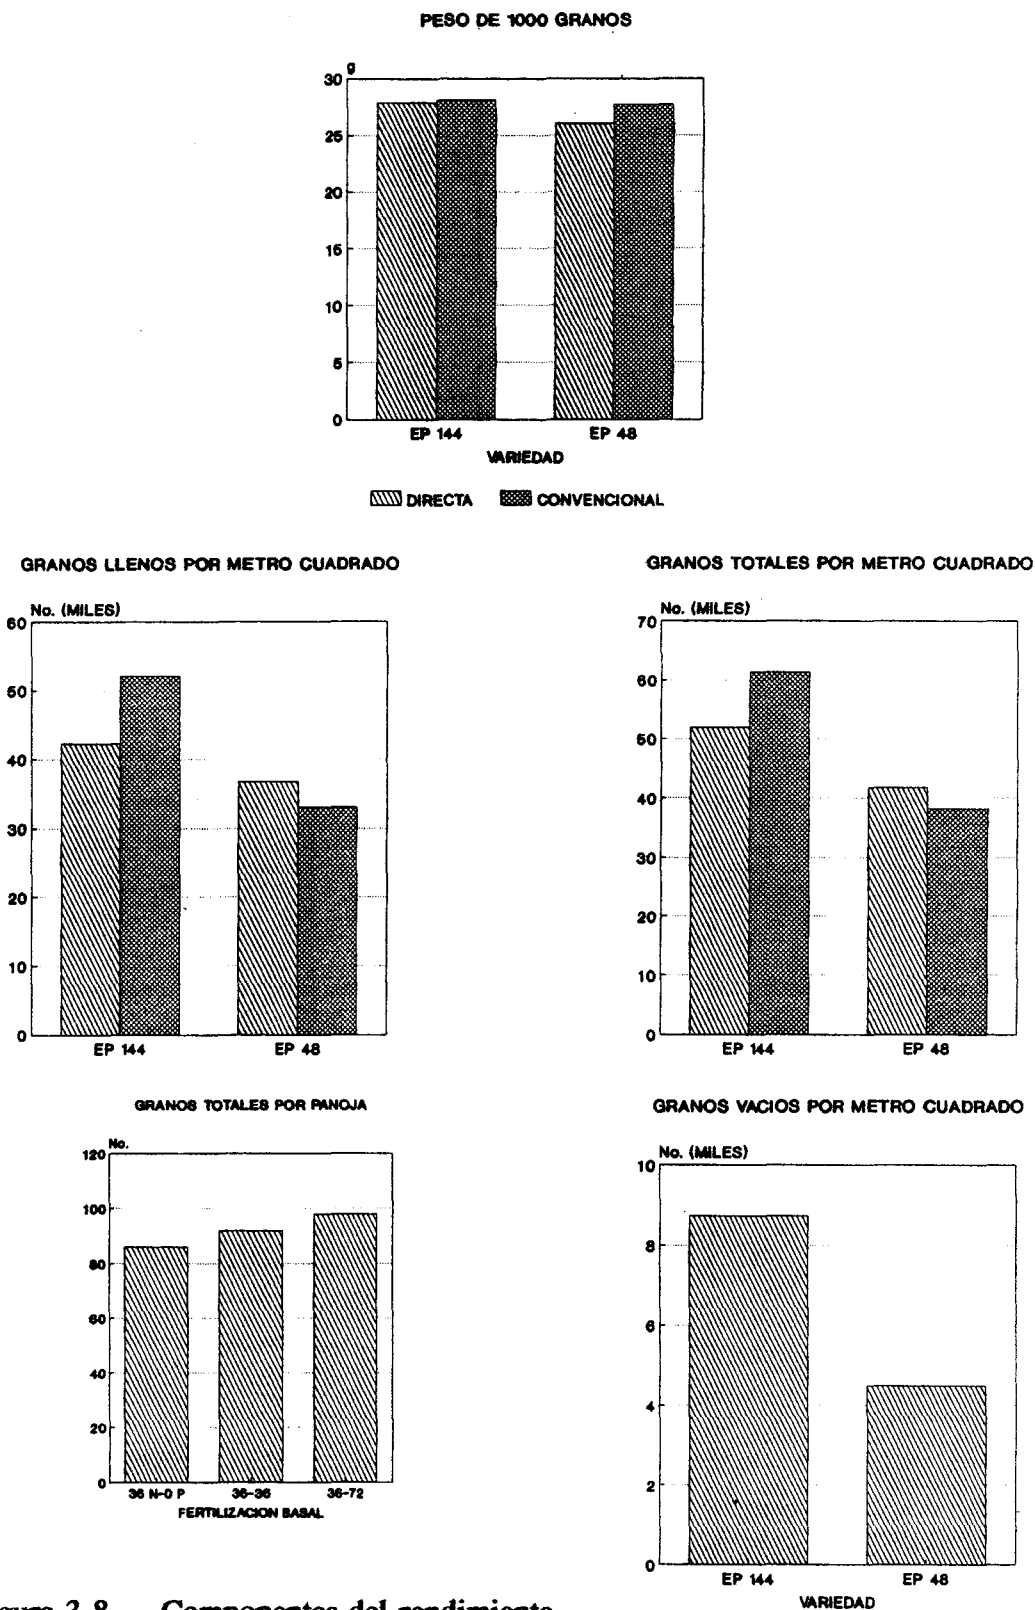 PESO DE 1000 GRANOS
g
30
25
20
15
10
5
0
EP 144 EP 48
VARIEDAD
DIRECTA CONVENCIONAL
GRANOS LLENOS POR METRO CUADRADO
No. (MILES)
60
50
40
30
20
10
0
EP 144 EP 48
GRANOS TOTALES POR METRO CUADRADO
No. (MILES)
70
60
50
40
30
20
10
0
EP 144 EP 48
GRANOS TOTALES POR PANOJA
No.
120
100
80
60
40
20
0
36 N-0 P 36-36 36-72
FERTILIZACION BASAL
GRANOS VACIOS POR METRO CUADRADO
No. (MILES)
10
8
6
4
2
0
EP 144 EP 48
VARIEDAD
Componentes del rendimiento